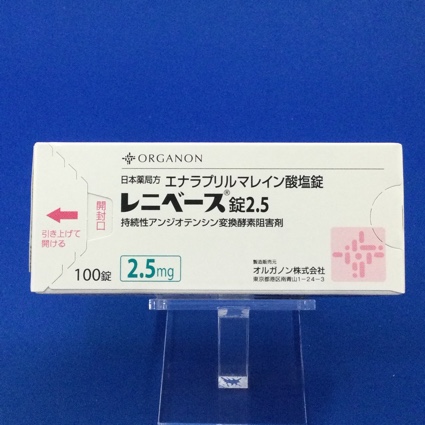 ORGANON
日本薬局方 エナラプリルマレイン酸塩錠
レニベース®錠2.5
持続性アンジオテンシン変換酵素阻害剤
開封口
引き上げて
開ける
100錠
2.5mg
製造販売元
オルガノン株式会社
東京都港区南青山1-24-3